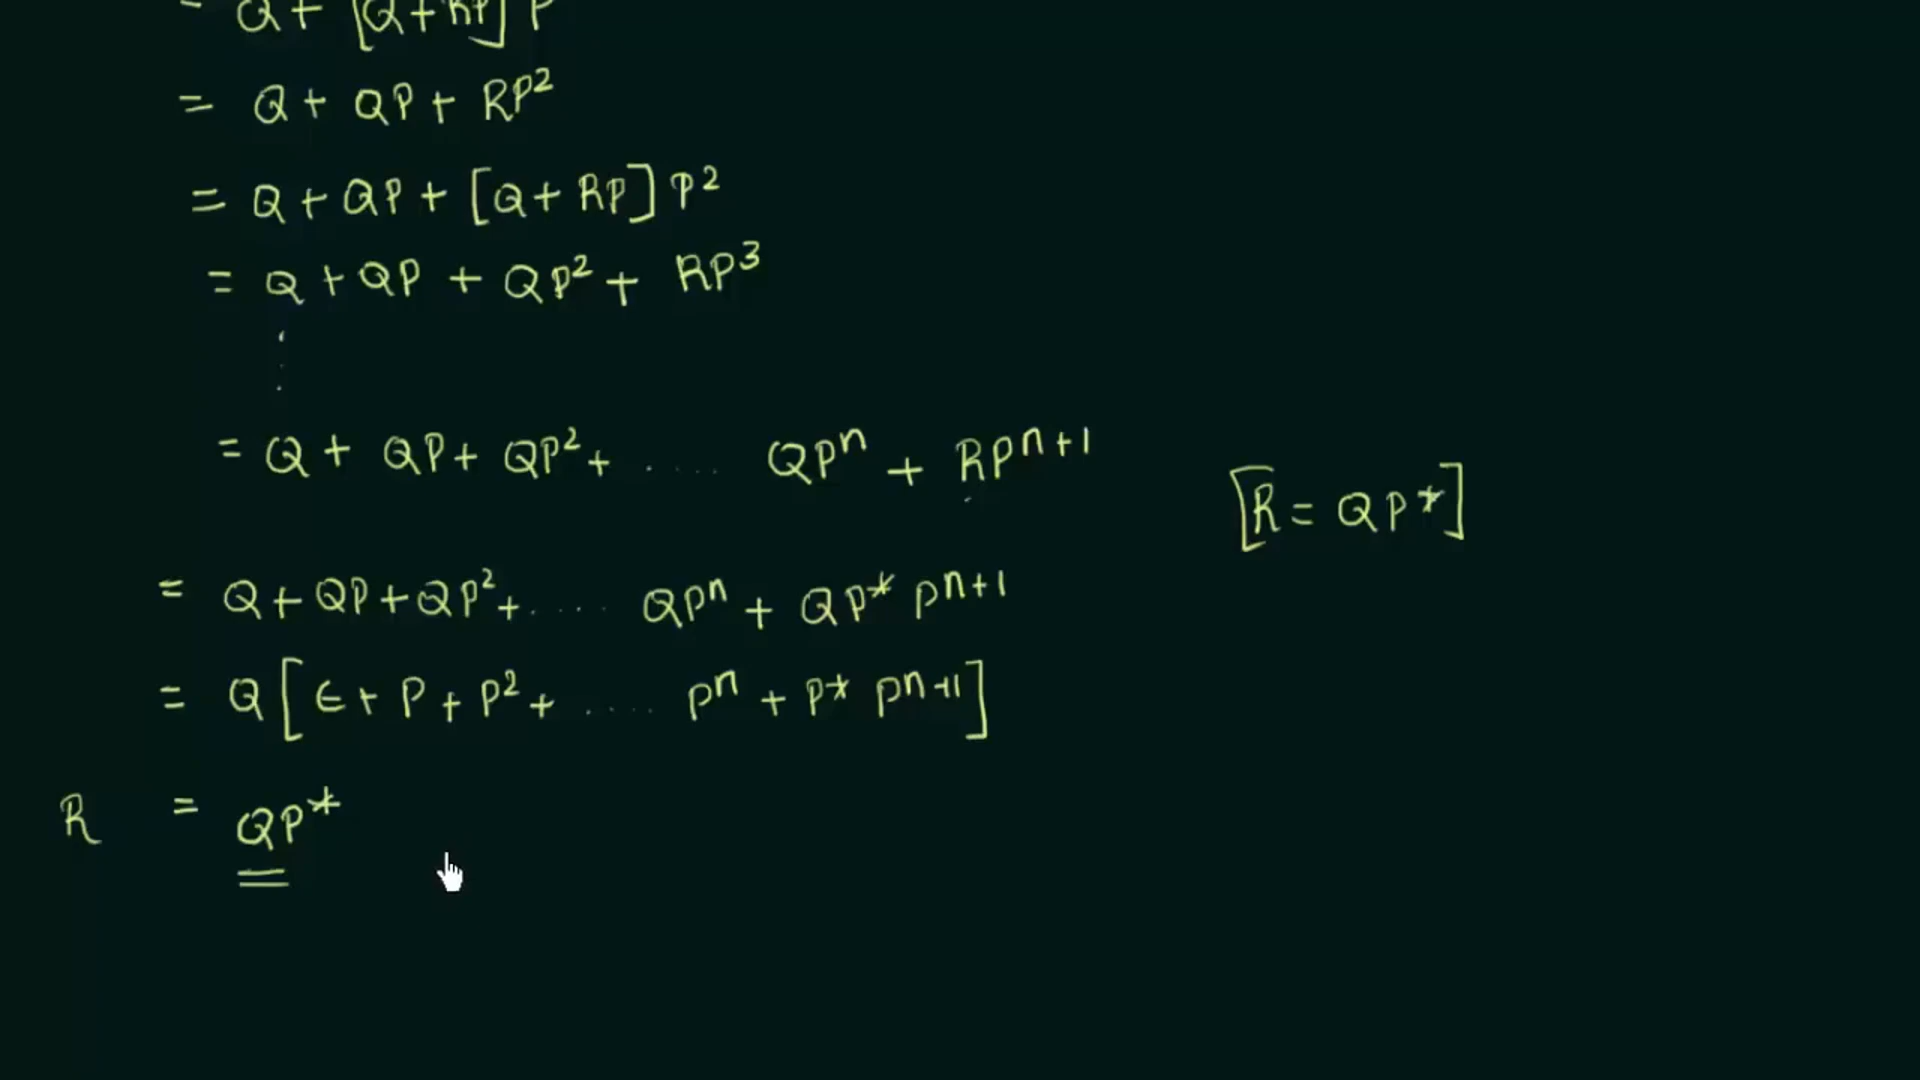 = Q + [Q + RP] P
= Q + QP + RP²
= Q + QP + [Q + RP] P²
= Q + QP + QP² + RP³
= Q + QP + QP² + .... QPⁿ + RPⁿ⁺¹
[R = QP*]
= Q + QP + QP² + .... QPⁿ + QP* Pⁿ⁺¹
= Q [ϵ + P + P² + .... Pⁿ + P* Pⁿ⁺¹]
R = QP*